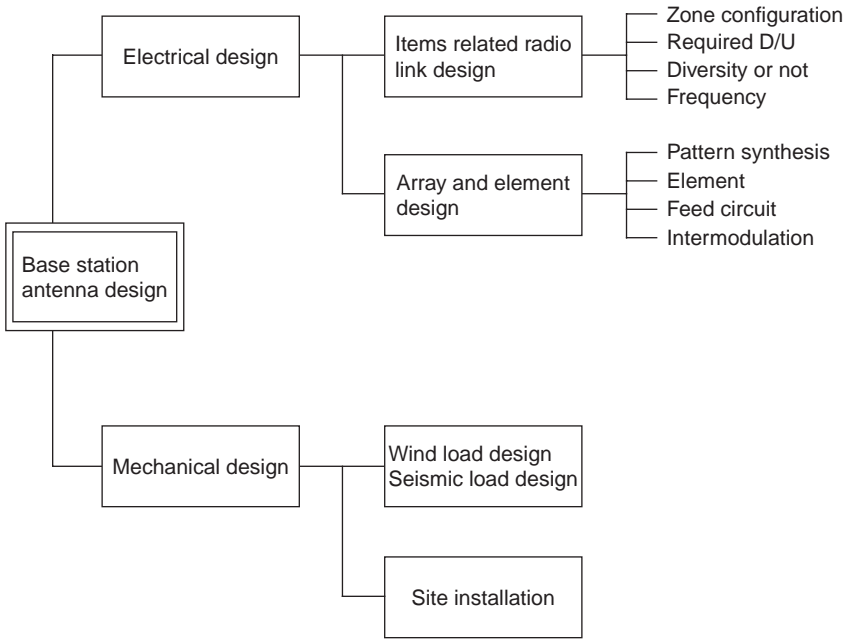 Electrical design
Items related radio
link design
Zone configuration
Required D/U
Diversity or not
Frequency
Array and element
design
Pattern synthesis
Element
Feed circuit
Intermodulation
Base station
antenna design
Mechanical design
Wind load design
Seismic load design
Site installation